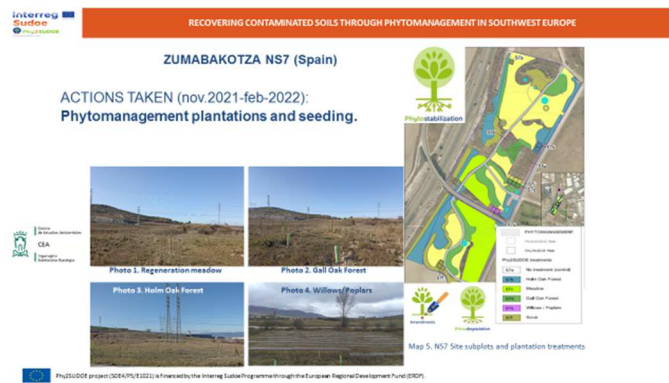 Interreg
Sudoe
Phy2SUDOE
RECOVERING CONTAMINATED SOILS THROUGH PHYTOMANAGEMENT IN SOUTHWEST EUROPE
ZUMABAKOTZA NS7 (Spain)
ACTIONS TAKEN (nov.2021-feb-2022):
Phytomanagement plantations and seeding.
Phytostabilization
CEA
Photo 1. Regeneration meadow
Photo 2. Gall Oak Forest
Photo 3. Holm Oak Forest
Photo 4. Willows/Poplars
PHYTOMANAGEMENT
Phy2SUDOE treatments
No treatment (control)
Holm Oak Forest
Meadow
Gall Oak Forest
Willows / Poplars
Amendments
Phytodegradation
Map 5. NS7 Site subplots and plantation treatments
Phy2SUDOE project (SOE4/P5/E1021) is financed by the Interreg Sudoe Programme through the European Regional Development Fund (ERDF).